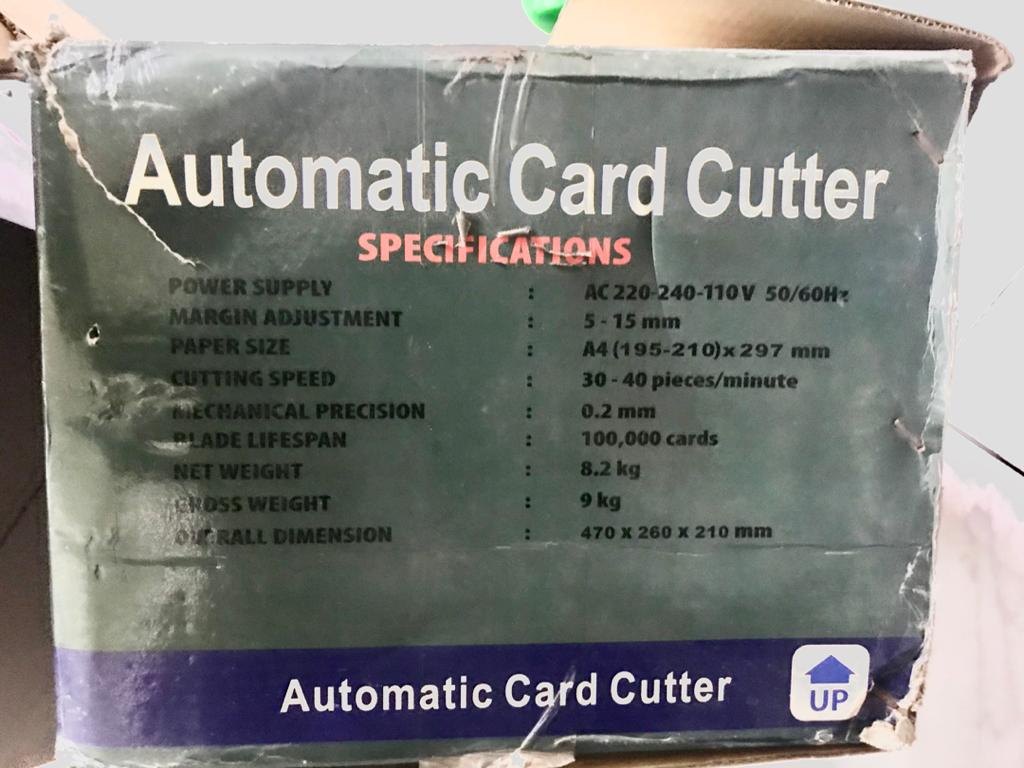 Automatic Card Cutter
SPECIFICATIONS
POWER SUPPLY : AC 220-240-110V 50/60Hz
MARGIN ADJUSTMENT : 5 - 15 mm
PAPER SIZE : A4 (195-210)x 297 mm
CUTTING SPEED : 30 - 40 pieces/minute
MECHANICAL PRECISION : 0.2 mm
BLADE LIFESPAN : 100,000 cards
NET WEIGHT : 8.2 kg
GROSS WEIGHT : 9 kg
OVERALL DIMENSION : 470 x 260 x 210 mm
Automatic Card Cutter
UP